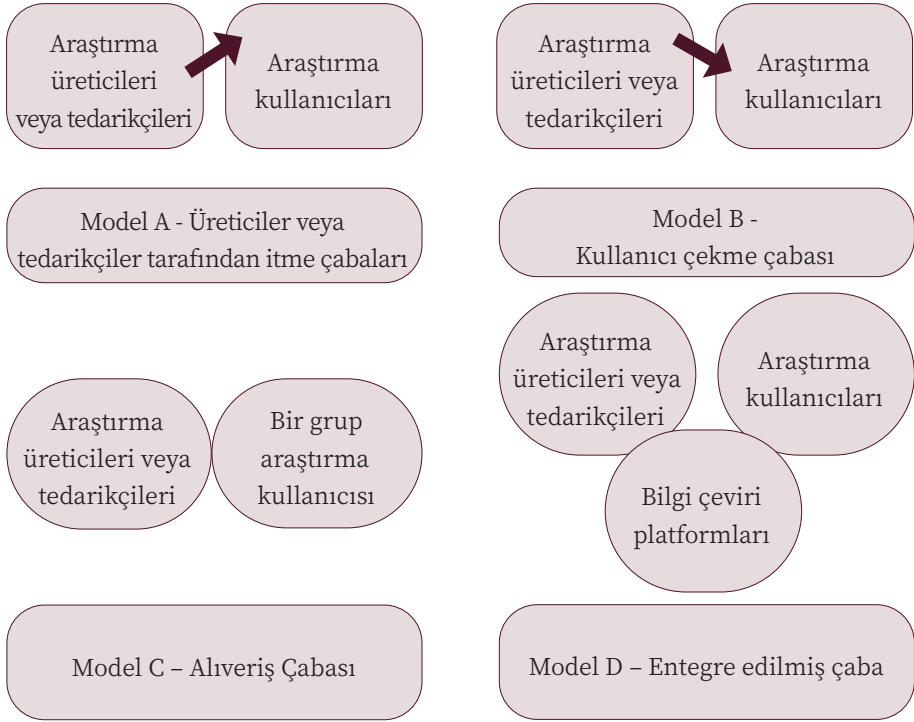 Araştırma
üreticileri
veya tedarikçileri
Araştırma
kullanıcıları
Araştırma
üreticileri veya
tedarikçileri
Araştırma
kullanıcıları
Model A - Üreticiler veya
tedarikçiler tarafından itme çabaları
Model B -
Kullanıcı çekme çabası
Araştırma
üreticileri veya
tedarikçileri
Bir grup
araştırma
kullanıcısı
Araştırma
üreticileri veya
tedarikçileri
Araştırma
kullanıcıları
Bilgi çeviri
platformları
Model C – Alıveriş Çabası
Model D – Entegre edilmiş çaba